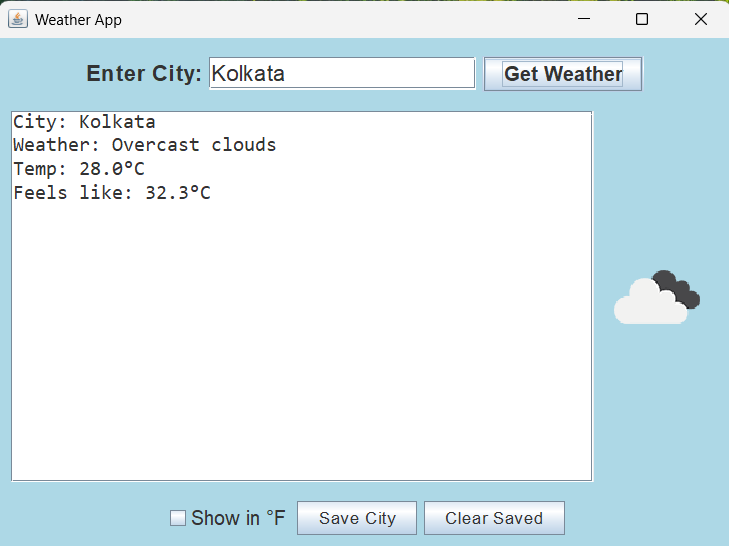 Weather App
Enter City: Kolkata Get Weather
City: Kolkata
Weather: Overcast clouds
Temp: 28.0°C
Feels like: 32.3°C
Show in °F Save City Clear Saved